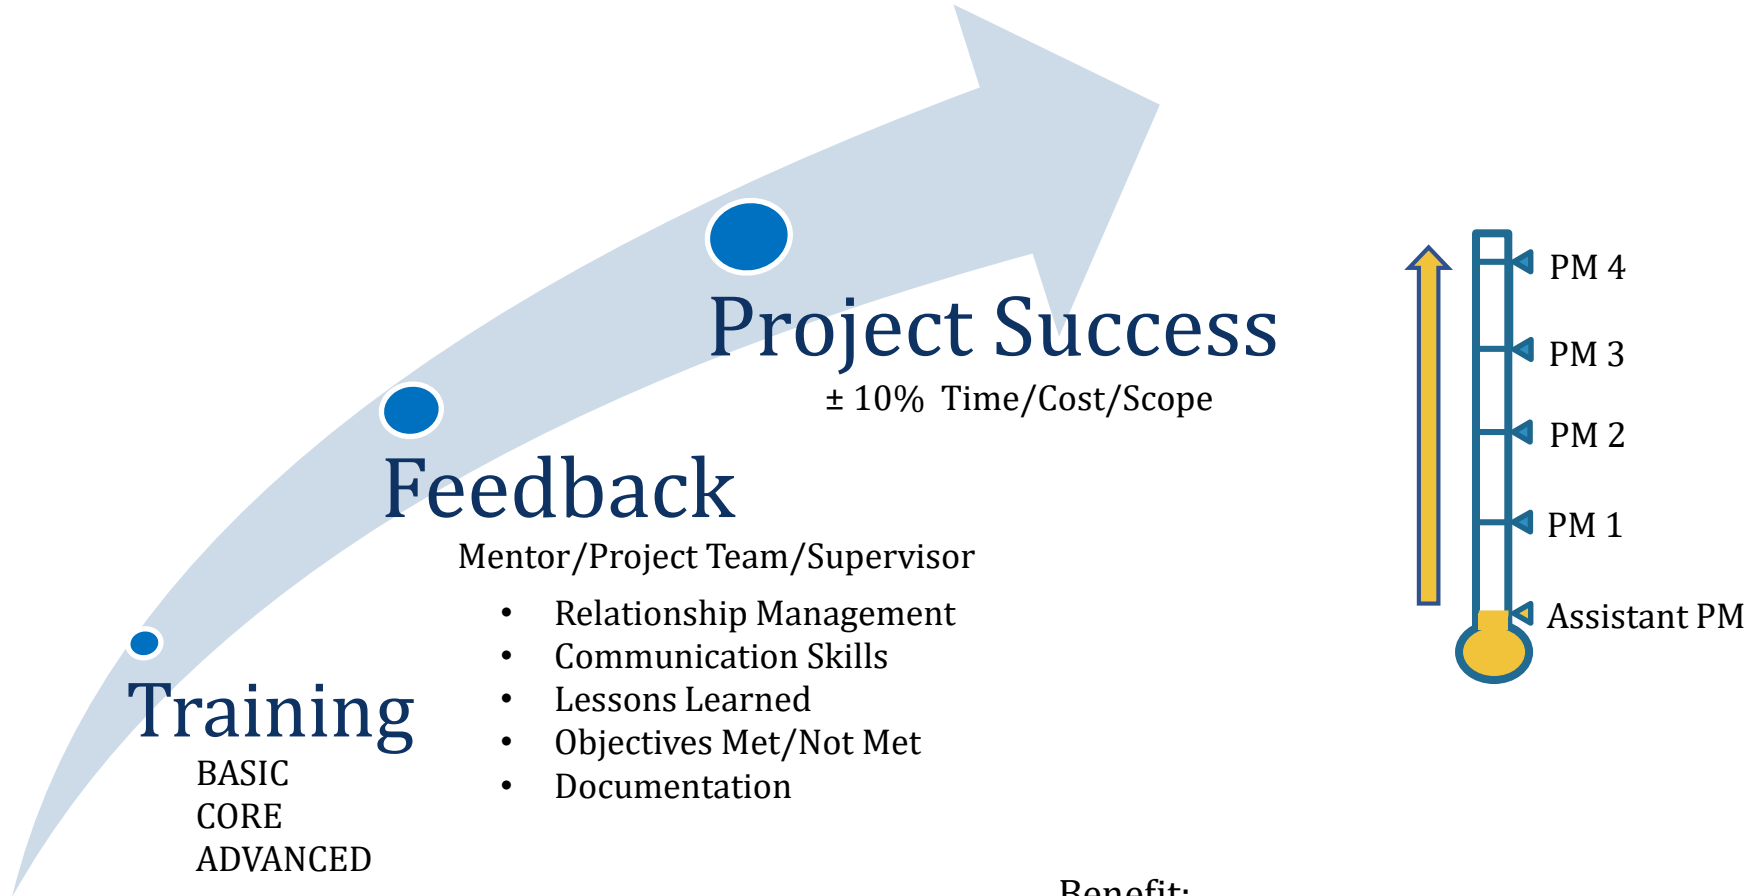 Project Success
± 10% Time/Cost/Scope
Feedback
Mentor/Project Team/Supervisor
• Relationship Management
• Communication Skills
• Lessons Learned
• Objectives Met/Not Met
• Documentation
Training
BASIC
CORE
ADVANCED
PM 4
PM 3
PM 2
PM 1
Assistant PM
Benefit: